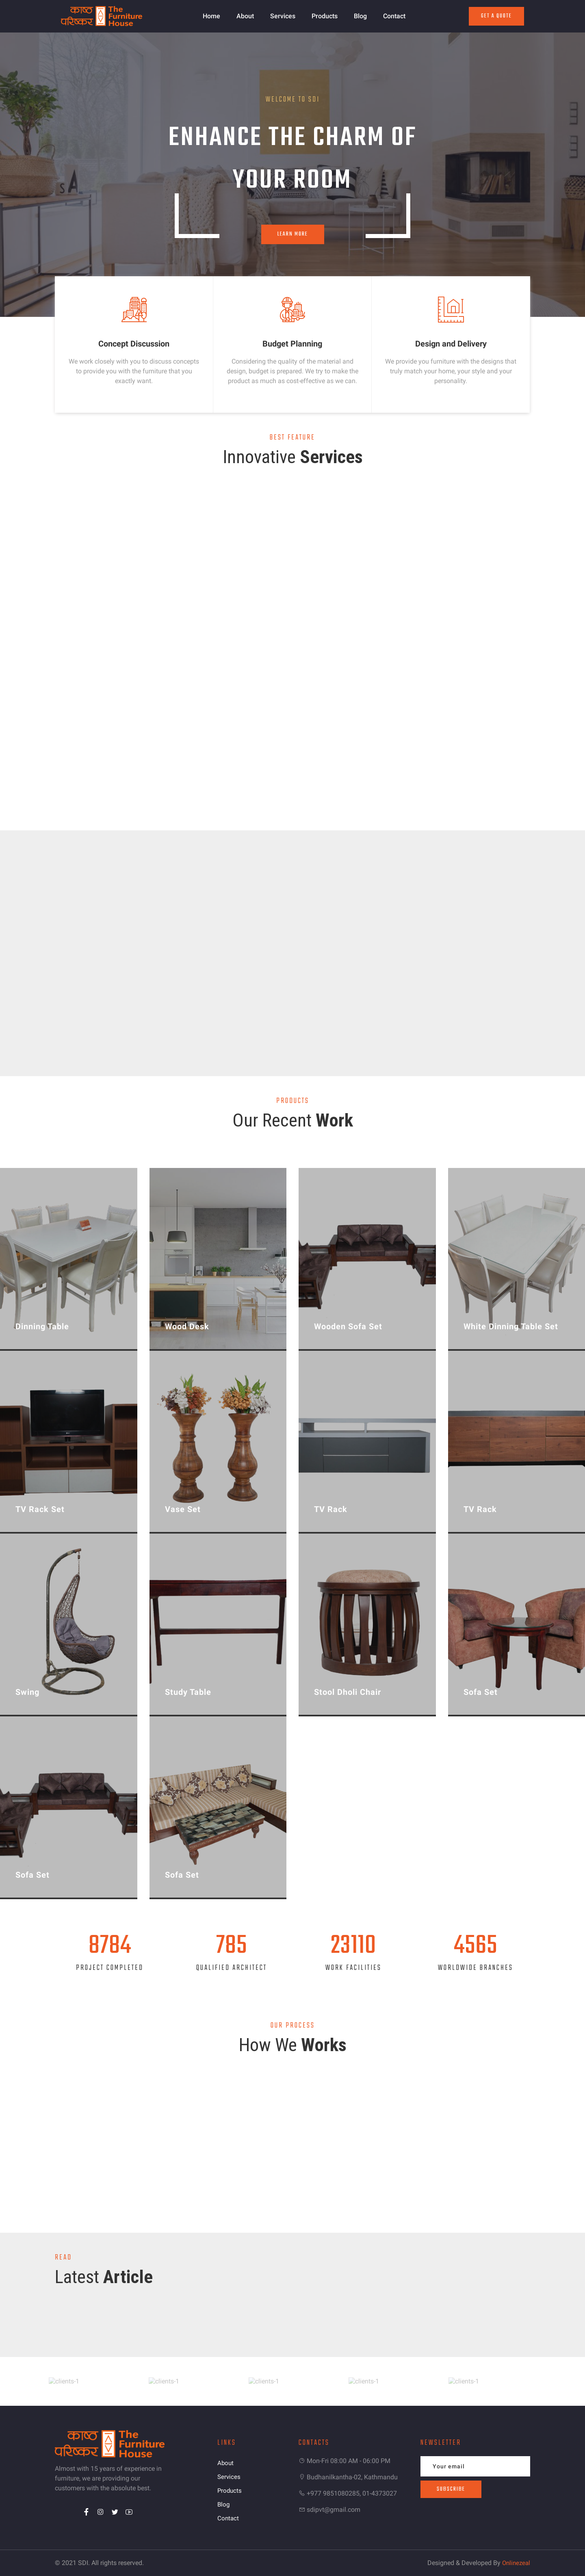 काष्ठ
परिष्कार
The
Furniture
House
Home About Services Products Blog Contact
GET A QUOTE
WELCOME TO SDI
ENHANCE THE CHARM OF
YOUR ROOM
LEARN MORE
Concept Discussion
We work closely with you to discuss concepts
to provide you with the furniture that you
exactly want.
Budget Planning
Considering the quality of the material and
design, budget is prepared. We try to make the
product as much as cost-effective as we can.
Design and Delivery
We provide you furniture with the designs that
truly match your home, your style and your
personality.
BEST FEATURE
Innovative Services
PRODUCTS
Our Recent Work
Dinning Table
Wood Desk
Wooden Sofa Set
White Dinning Table Set
TV Rack Set
Vase Set
TV Rack
TV Rack
Swing
Study Table
Stool Dholi Chair
Sofa Set
Sofa Set
Sofa Set
8784
PROJECT COMPLETED
785
QUALIFIED ARCHITECT
23110
WORK FACILITIES
4565
WORLDWIDE BRANCHES
OUR PROCESS
How We Works
READ
Latest Article
clients-1
clients-1
clients-1
clients-1
clients-1
काष्ठ
परिष्कार
The
Furniture
House
Almost with 15 years of experience in
furniture, we are providing our
customers with the absolute best.
LINKS
About
Services
Products
Blog
Contact
CONTACTS
Mon-Fri 08:00 AM - 06:00 PM
Budhanilkantha-02, Kathmandu
+977 9851080285, 01-4373027
sdipvt@gmail.com
NEWSLETTER
Your email
SUBSCRIBE
© 2021 SDI. All rights reserved.
Designed & Developed By Onlinezeal